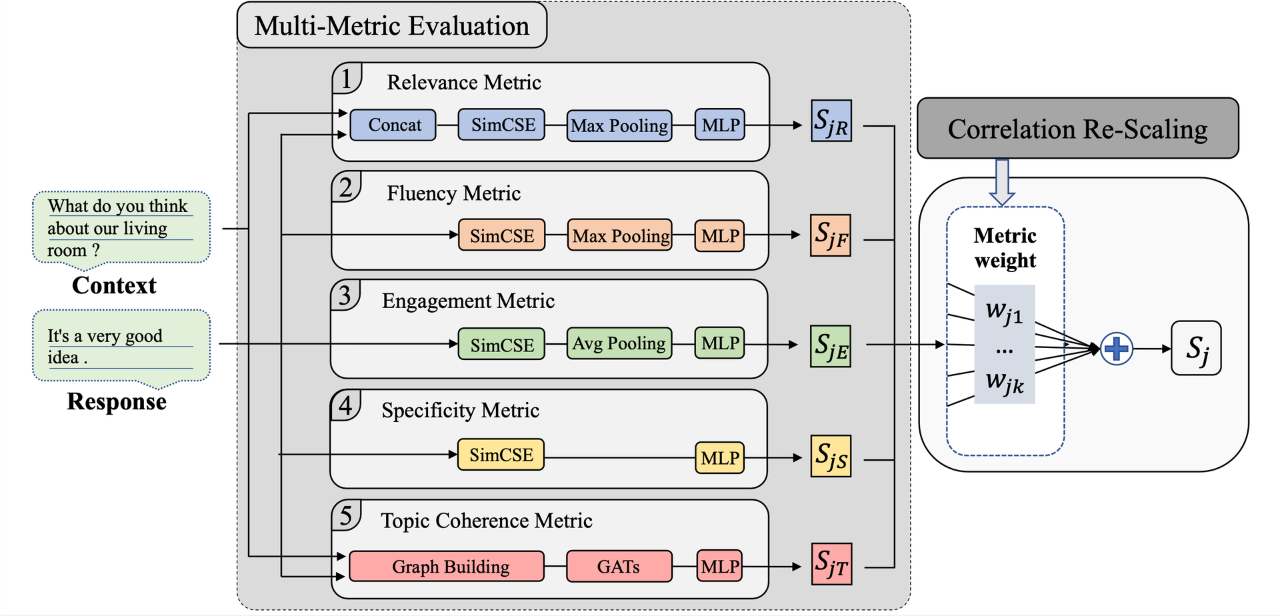 Multi-Metric Evaluation
1
Relevance Metric
Concat
SimCSE
Max Pooling
MLP
S_{jR}
2
Fluency Metric
SimCSE
Max Pooling
MLP
S_{jF}
3
Engagement Metric
SimCSE
Avg Pooling
MLP
S_{jE}
4
Specificity Metric
SimCSE
MLP
S_{jS}
5
Topic Coherence Metric
Graph Building
GATs
MLP
S_{jT}
What do you think
about our living
room ?
Context
It's a very good
idea .
Response
Correlation Re-Scaling
Metric
weight
w_{j1}
...
w_{jk}
S_j